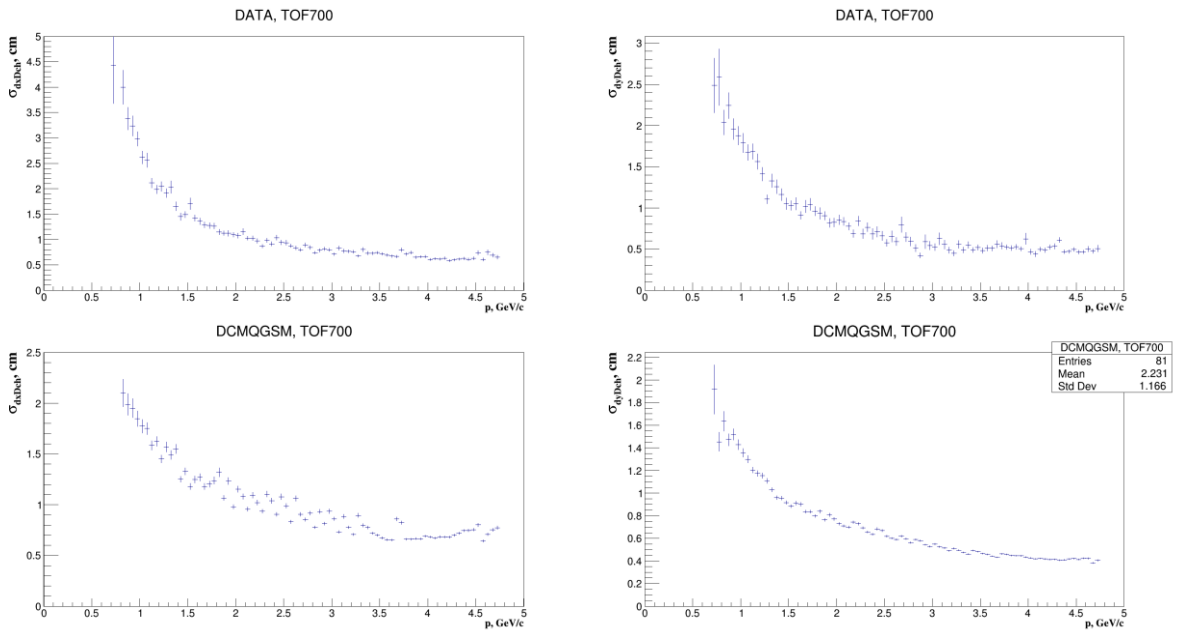 DATA, TOF700
σdxDch, cm
5
4.5
4
3.5
3
2.5
2
1.5
1
0.5
0
0 0.5 1 1.5 2 2.5 3 3.5 4 4.5 5
p, GeV/c
DATA, TOF700
σdyDch, cm
3
2.5
2
1.5
1
0.5
0
0 0.5 1 1.5 2 2.5 3 3.5 4 4.5 5
p, GeV/c
DCMQGSM, TOF700
σdxDch, cm
2.5
2
1.5
1
0.5
0
0 0.5 1 1.5 2 2.5 3 3.5 4 4.5 5
p, GeV/c
DCMQGSM, TOF700
σdyDch, cm
2.2
2
1.8
1.6
1.4
1.2
1
0.8
0.6
0.4
0.2
0
0 0.5 1 1.5 2 2.5 3 3.5 4 4.5 5
p, GeV/c
DCMQGSM, TOF700
Entries 81
Mean 2.231
Std Dev 1.166